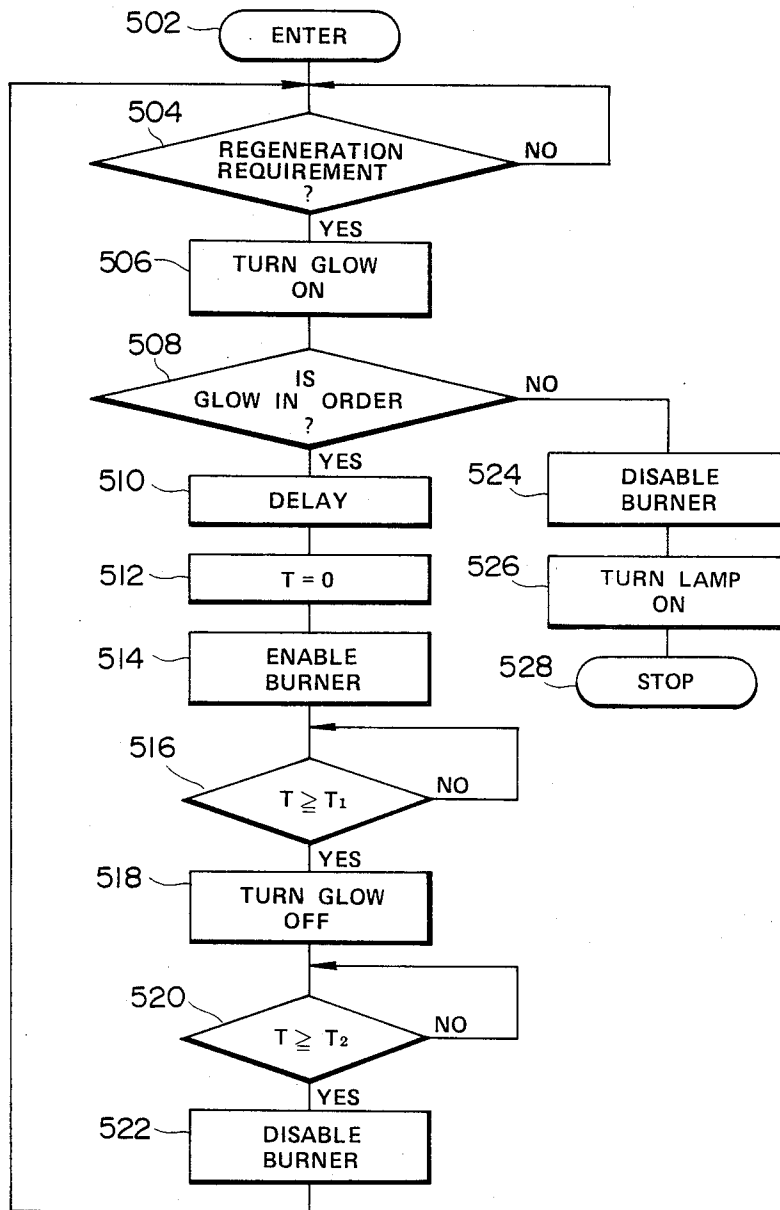 502
ENTER
504
REGENERATION
REQUIREMENT
?
NO
YES
506
TURN GLOW
ON
508
IS
GLOW IN ORDER
?
NO
YES
510
DELAY
524
DISABLE
BURNER
512
T = 0
526
TURN LAMP
ON
514
ENABLE
BURNER
528
STOP
516
T ≧ T₁
NO
YES
518
TURN GLOW
OFF
520
T ≧ T₂
NO
YES
522
DISABLE
BURNER